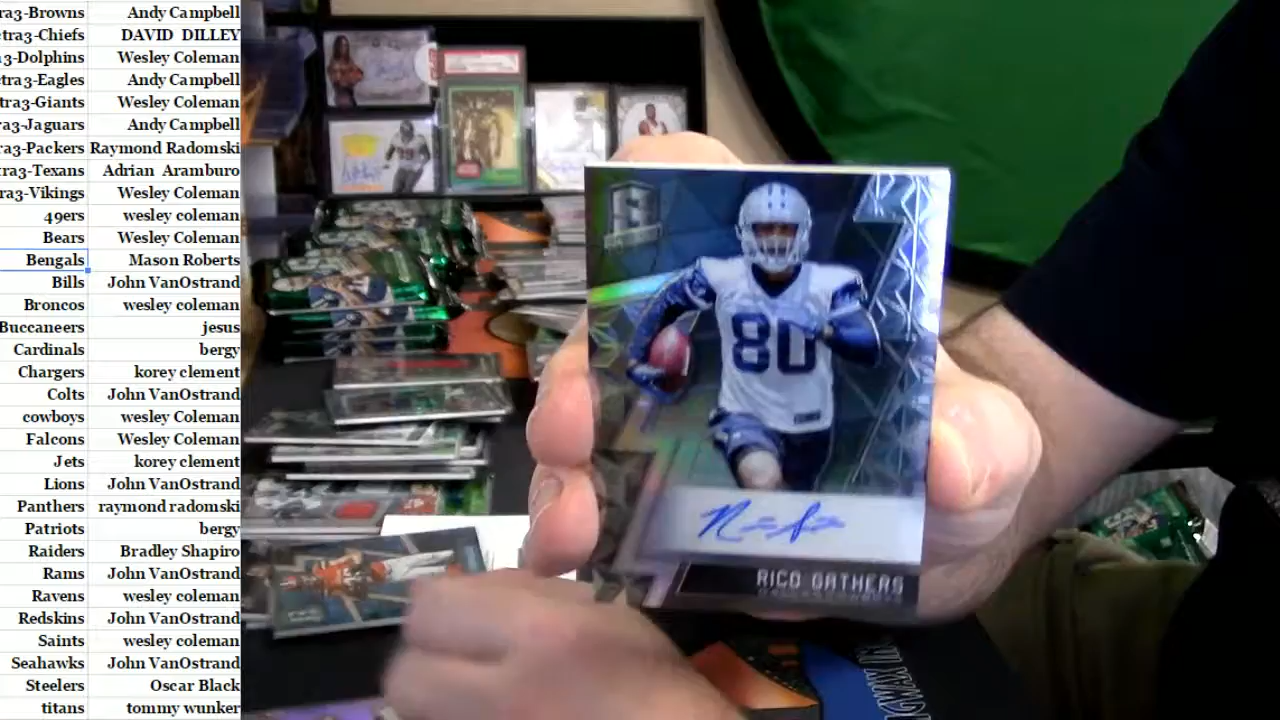 ra3-Browns Andy Campbell
tra3-Chiefs DAVID DILLEY
3-Dolphins Wesley Coleman
tra3-Eagles Andy Campbell
tra3-Giants Wesley Coleman
ra3-Jaguars Andy Campbell
ra3-Packers Raymond Radomski
tra3-Texans Adrian Aramburo
ra3-Vikings Wesley Coleman
49ers wesley coleman
Bears Wesley Coleman
Bengals Mason Roberts
Bills John VanOstrand
Broncos wesley coleman
Buccaneers jesus
Cardinals bergy
Chargers korey clement
Colts John VanOstrand
cowboys wesley Coleman
Falcons Wesley Coleman
Jets korey clement
Lions John VanOstrand
Panthers raymond radomski
Patriots bergy
Raiders Bradley Shapiro
Rams John VanOstrand
Ravens wesley coleman
Redskins John VanOstrand
Saints wesley coleman
Seahawks John VanOstrand
Steelers Oscar Black
titans tommy wunker
80
RICO GATHERS